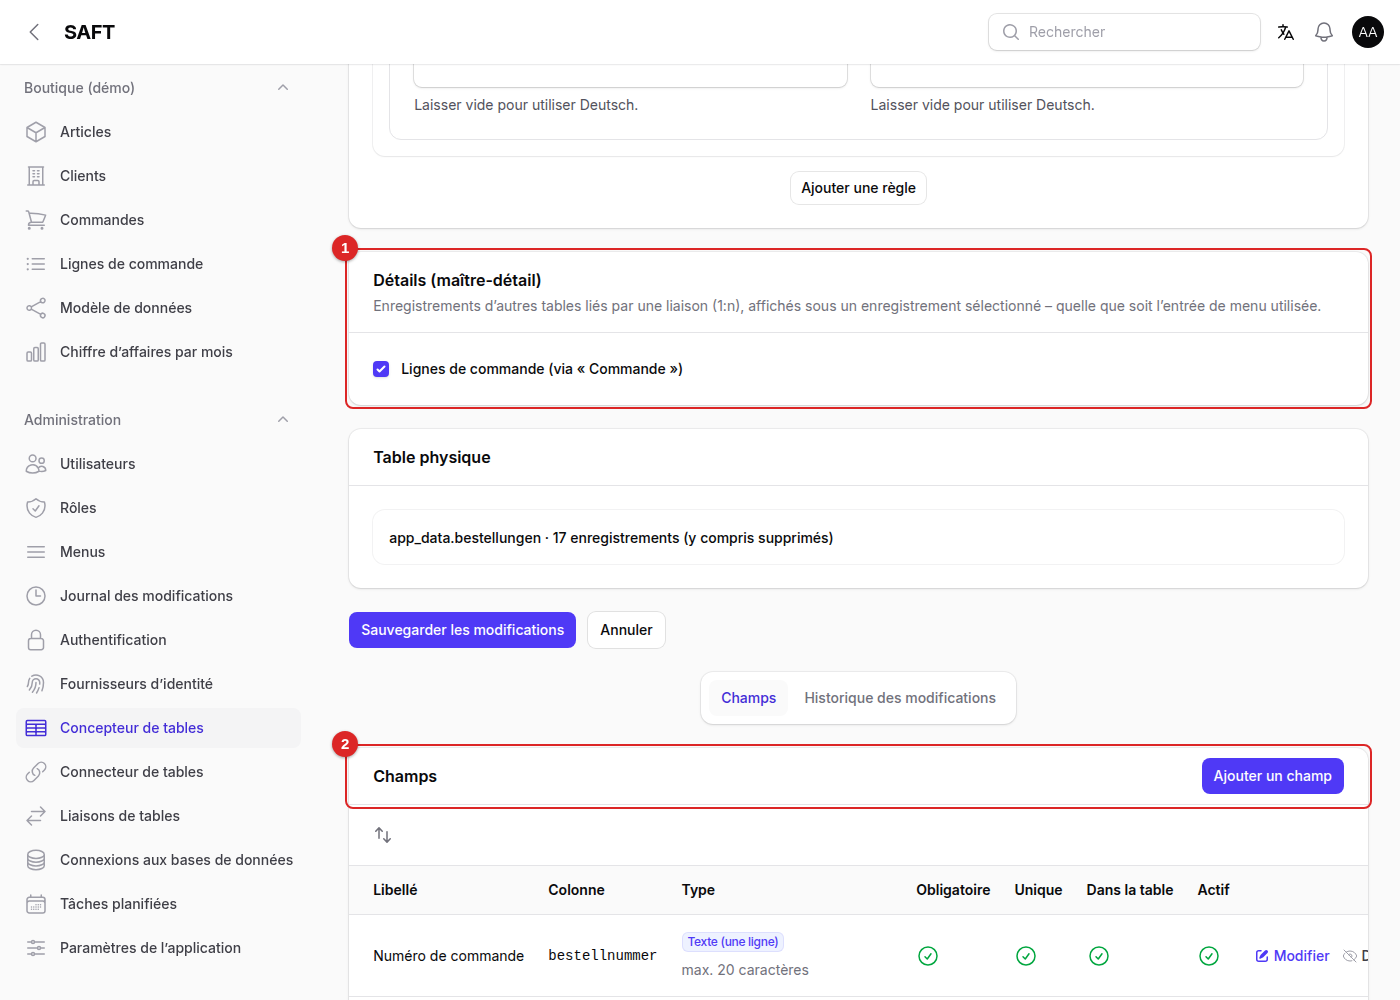 SAFT
Rechercher
AA
Boutique (démo)
Articles
Clients
Commandes
Lignes de commande
Modèle de données
Chiffre d’affaires par mois
Administration
Utilisateurs
Rôles
Menus
Journal des modifications
Authentification
Fournisseurs d’identité
Concepteur de tables
Connecteur de tables
Liaisons de tables
Connexions aux bases de données
Tâches planifiées
Paramètres de l’application
Laisser vide pour utiliser Deutsch.
Laisser vide pour utiliser Deutsch.
Ajouter une règle
1
Détails (maître-détail)
Enregistrements d’autres tables liés par une liaison (1:n), affichés sous un enregistrement sélectionné – quelle que soit l’entrée de menu utilisée.
Lignes de commande (via « Commande »)
Table physique
app_data.bestellungen · 17 enregistrements (y compris supprimés)
Sauvegarder les modifications
Annuler
Champs
Historique des modifications
2
Champs
Ajouter un champ
Libellé Colonne Type Obligatoire Unique Dans la table Actif
Numéro de commande bestellnummer Texte (une ligne) Modifier
max. 20 caractères